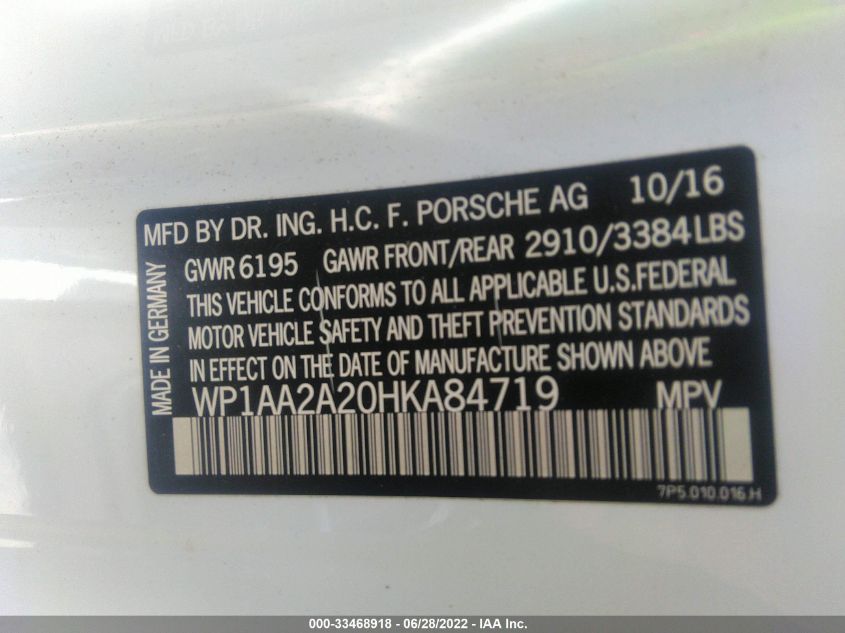 MFD BY DR. ING. H.C. F. PORSCHE AG 10/16
GVWR 6195 GAWR FRONT/REAR 2910/3384 LBS
THIS VEHICLE CONFORMS TO ALL APPLICABLE U.S.FEDERAL
MOTOR VEHICLE SAFETY AND THEFT PREVENTION STANDARDS
IN EFFECT ON THE DATE OF MANUFACTURE SHOWN ABOVE
WP1AA2A20HKA84719 MPV
MADE IN GERMANY
7P5.010.016.H
000-33468918 - 06/28/2022 - IAA Inc.